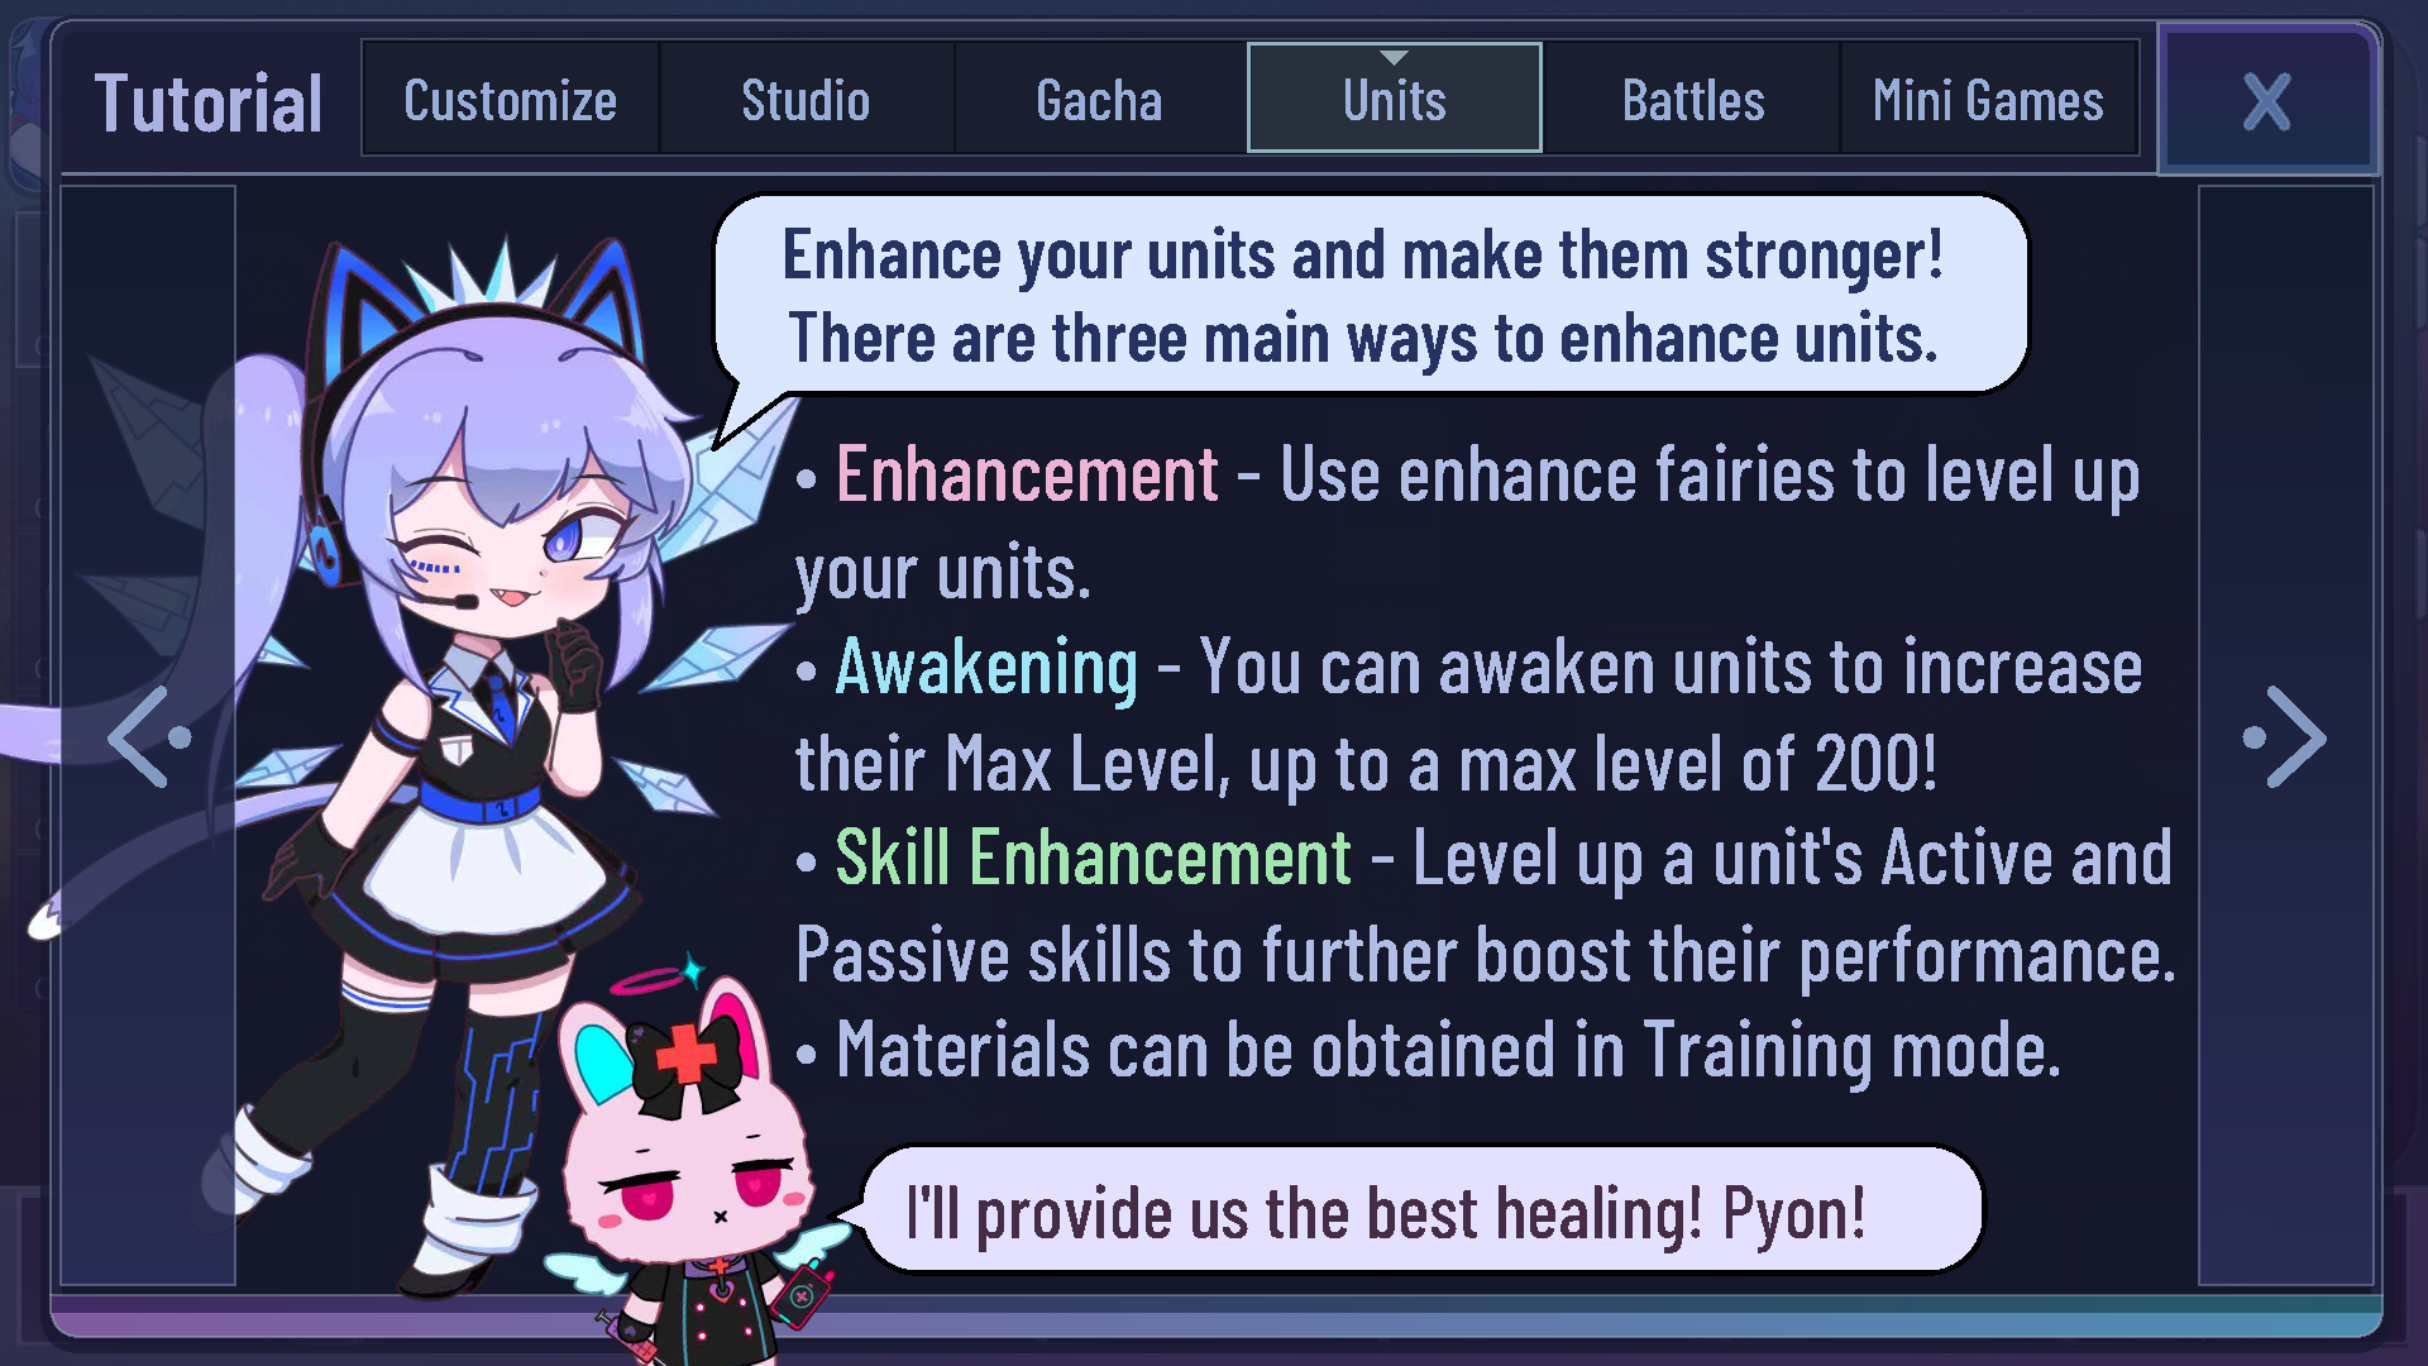 Tutorial
Customize
Studio
Gacha
Units
Battles
Mini Games
X
Enhance your units and make them stronger!
There are three main ways to enhance units.
• Enhancement - Use enhance fairies to level up
your units.
• Awakening - You can awaken units to increase
their Max Level, up to a max level of 200!
• Skill Enhancement - Level up a unit's Active and
Passive skills to further boost their performance.
• Materials can be obtained in Training mode.
I'll provide us the best healing! Pyon!